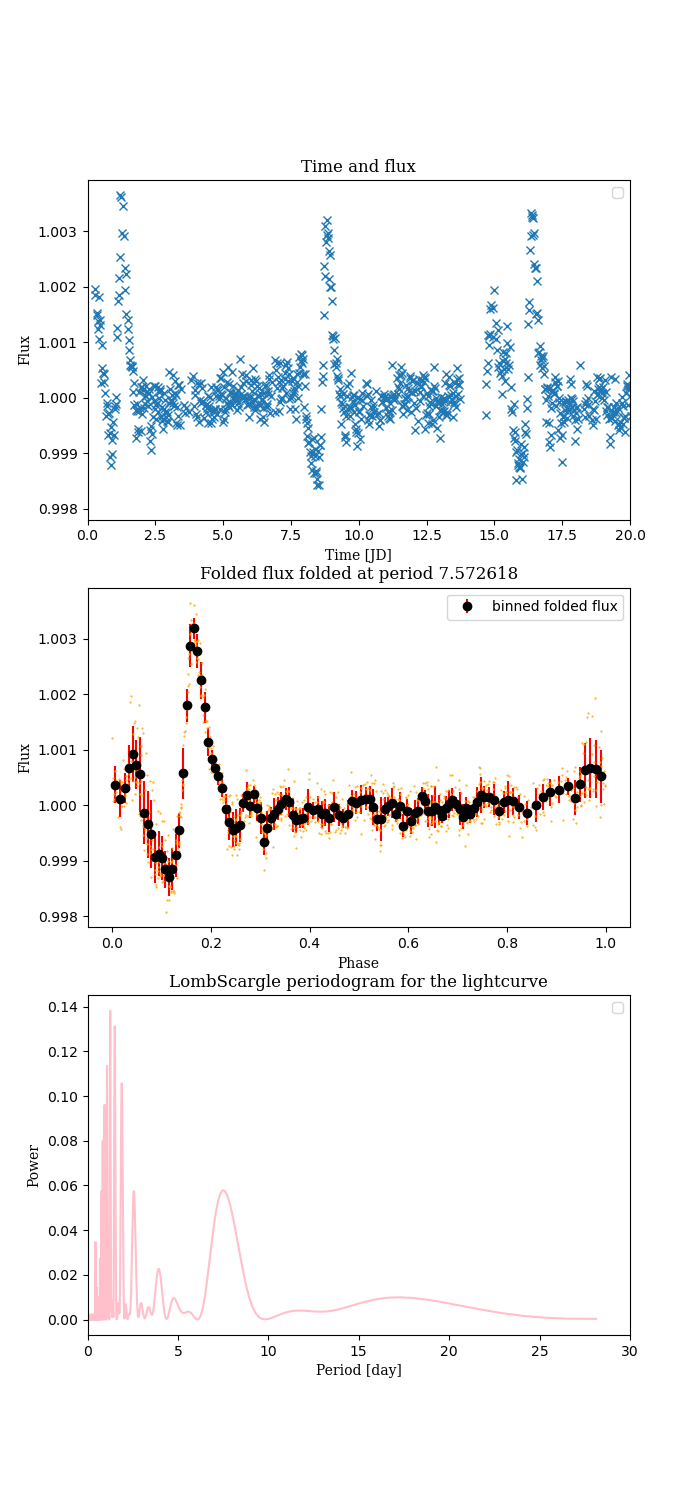 Time and flux
Flux
1.003
1.002
1.001
1.000
0.999
0.998
0.0 2.5 5.0 7.5 10.0 12.5 15.0 17.5 20.0
Time [JD]
Folded flux folded at period 7.572618
binned folded flux
Flux
1.003
1.002
1.001
1.000
0.999
0.998
0.0 0.2 0.4 0.6 0.8 1.0
Phase
LombScargle periodogram for the lightcurve
Power
0.14
0.12
0.10
0.08
0.06
0.04
0.02
0.00
0 5 10 15 20 25 30
Period [day]